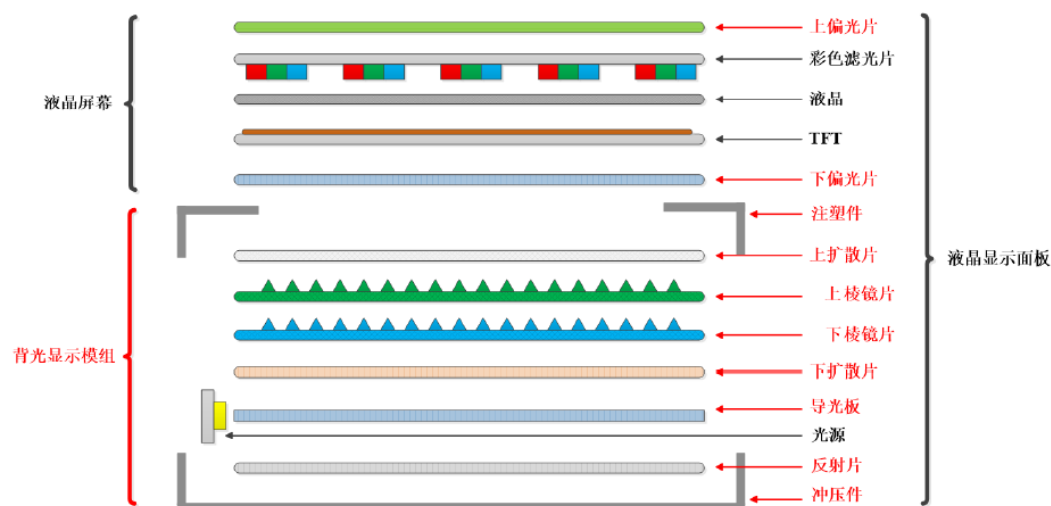 上偏光片
彩色滤光片
液晶屏幕
液晶
TFT
下偏光片
注塑件
上扩散片
液晶显示面板
上棱镜片
下棱镜片
背光显示模组
下扩散片
导光板
光源
反射片
冲压件